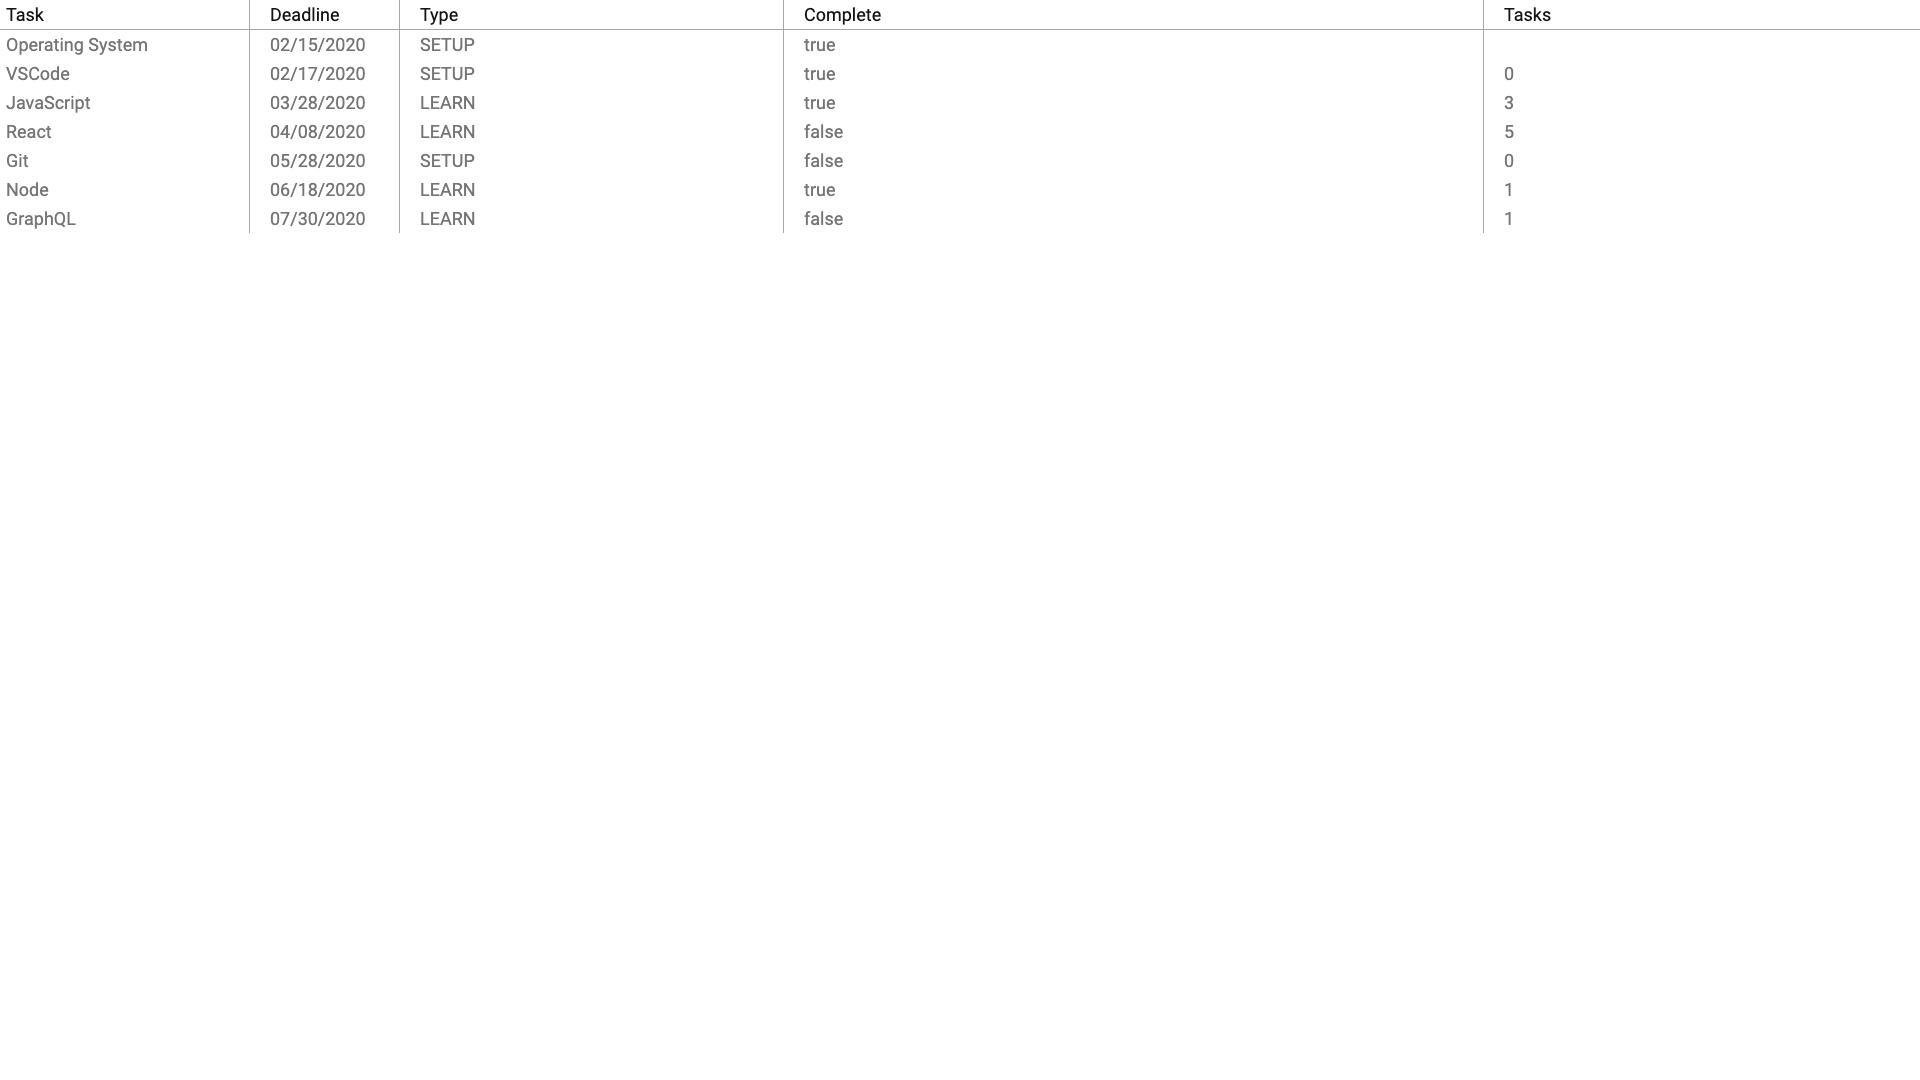 Task Deadline Type Complete Tasks
Operating System 02/15/2020 SETUP true
VSCode 02/17/2020 SETUP true 0
JavaScript 03/28/2020 LEARN true 3
React 04/08/2020 LEARN false 5
Git 05/28/2020 SETUP false 0
Node 06/18/2020 LEARN true 1
GraphQL 07/30/2020 LEARN false 1